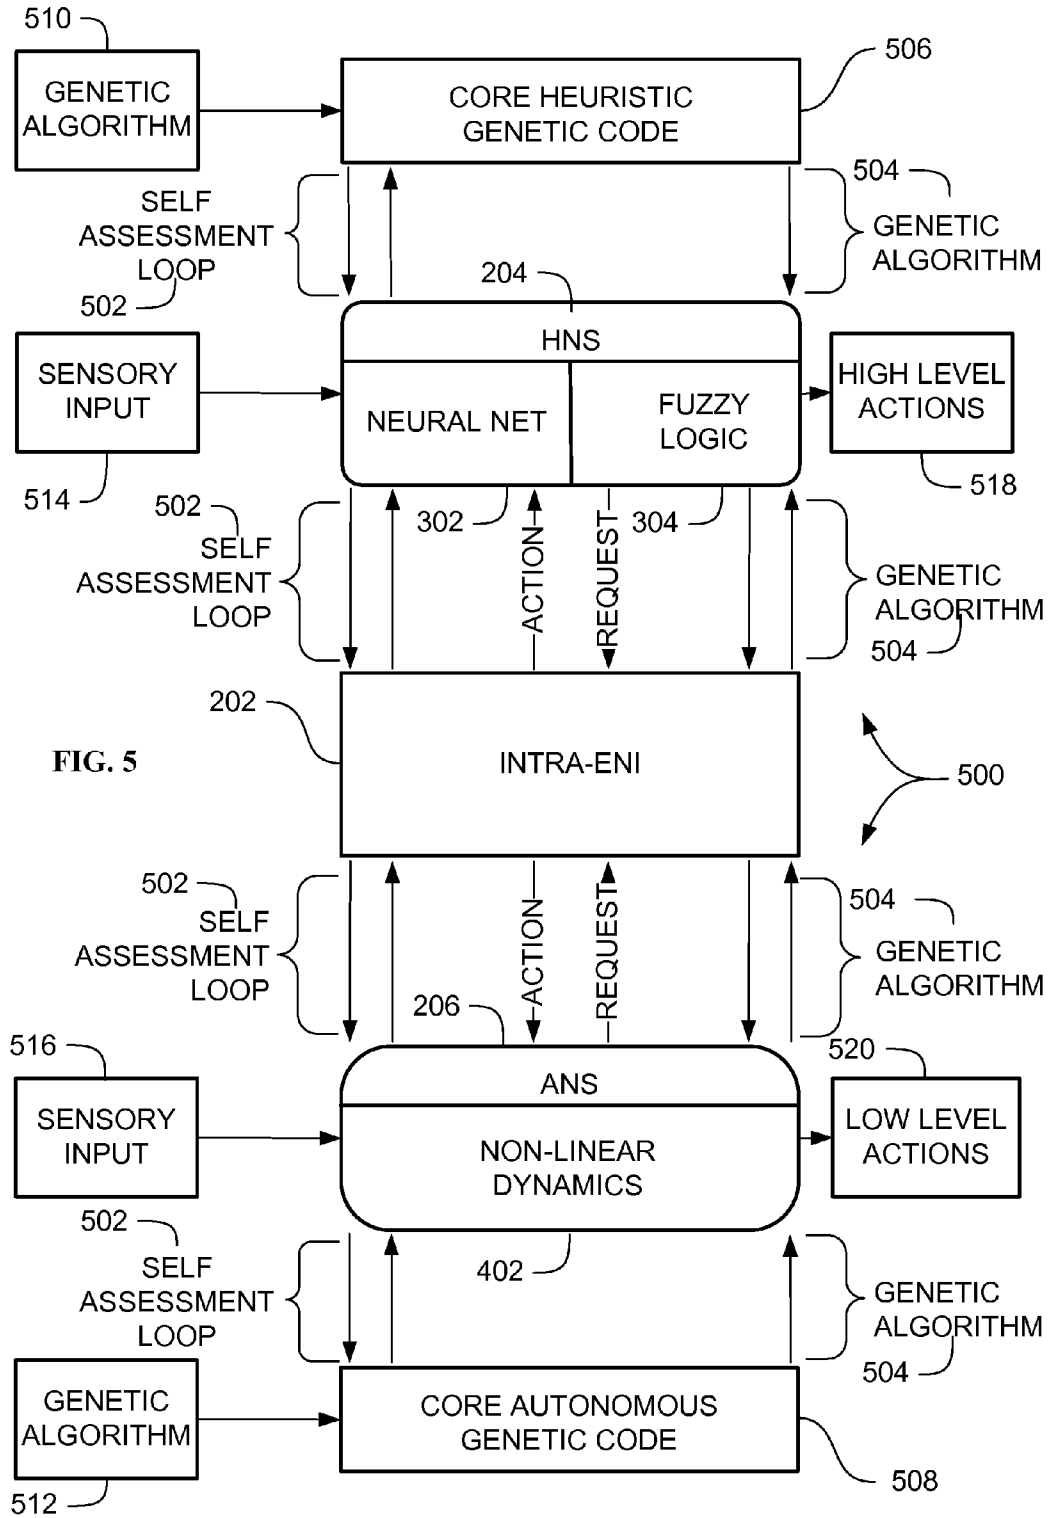 510
506
GENETIC
ALGORITHM
CORE HEURISTIC
GENETIC CODE
SELF
ASSESSMENT
LOOP
502
504
GENETIC
ALGORITHM
204
HNS
SENSORY
INPUT
NEURAL NET
FUZZY
LOGIC
HIGH LEVEL
ACTIONS
514
518
502
SELF
ASSESSMENT
LOOP
302
304
ACTION
REQUEST
GENETIC
ALGORITHM
504
202
INTRA-ENI
FIG. 5
500
502
SELF
ASSESSMENT
LOOP
ACTION
REQUEST
504
GENETIC
ALGORITHM
206
516
520
ANS
SENSORY
INPUT
NON-LINEAR
DYNAMICS
LOW LEVEL
ACTIONS
502
SELF
ASSESSMENT
LOOP
402
GENETIC
ALGORITHM
504
GENETIC
ALGORITHM
CORE AUTONOMOUS
GENETIC CODE
512
508